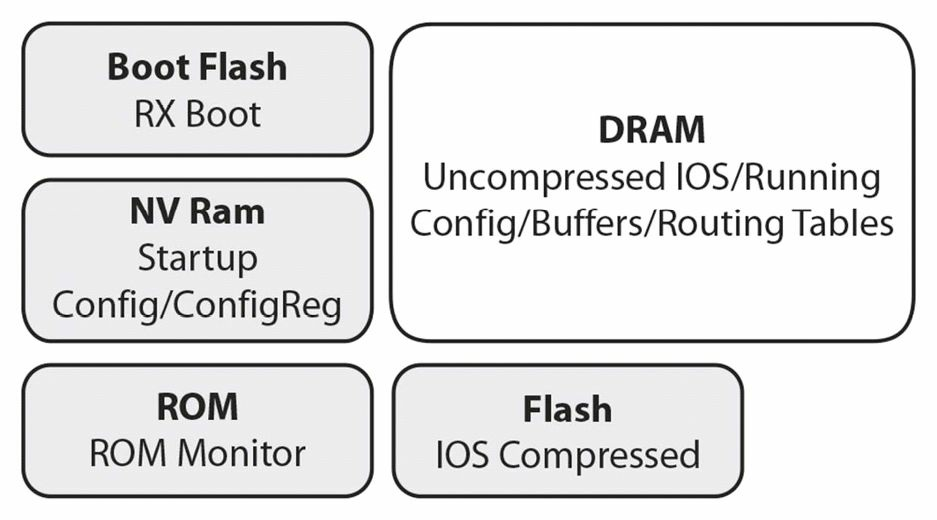 Boot Flash
RX Boot
DRAM
Uncompressed IOS/Running
Config/Buffers/Routing Tables
NV Ram
Startup
Config/ConfigReg
ROM
ROM Monitor
Flash
IOS Compressed